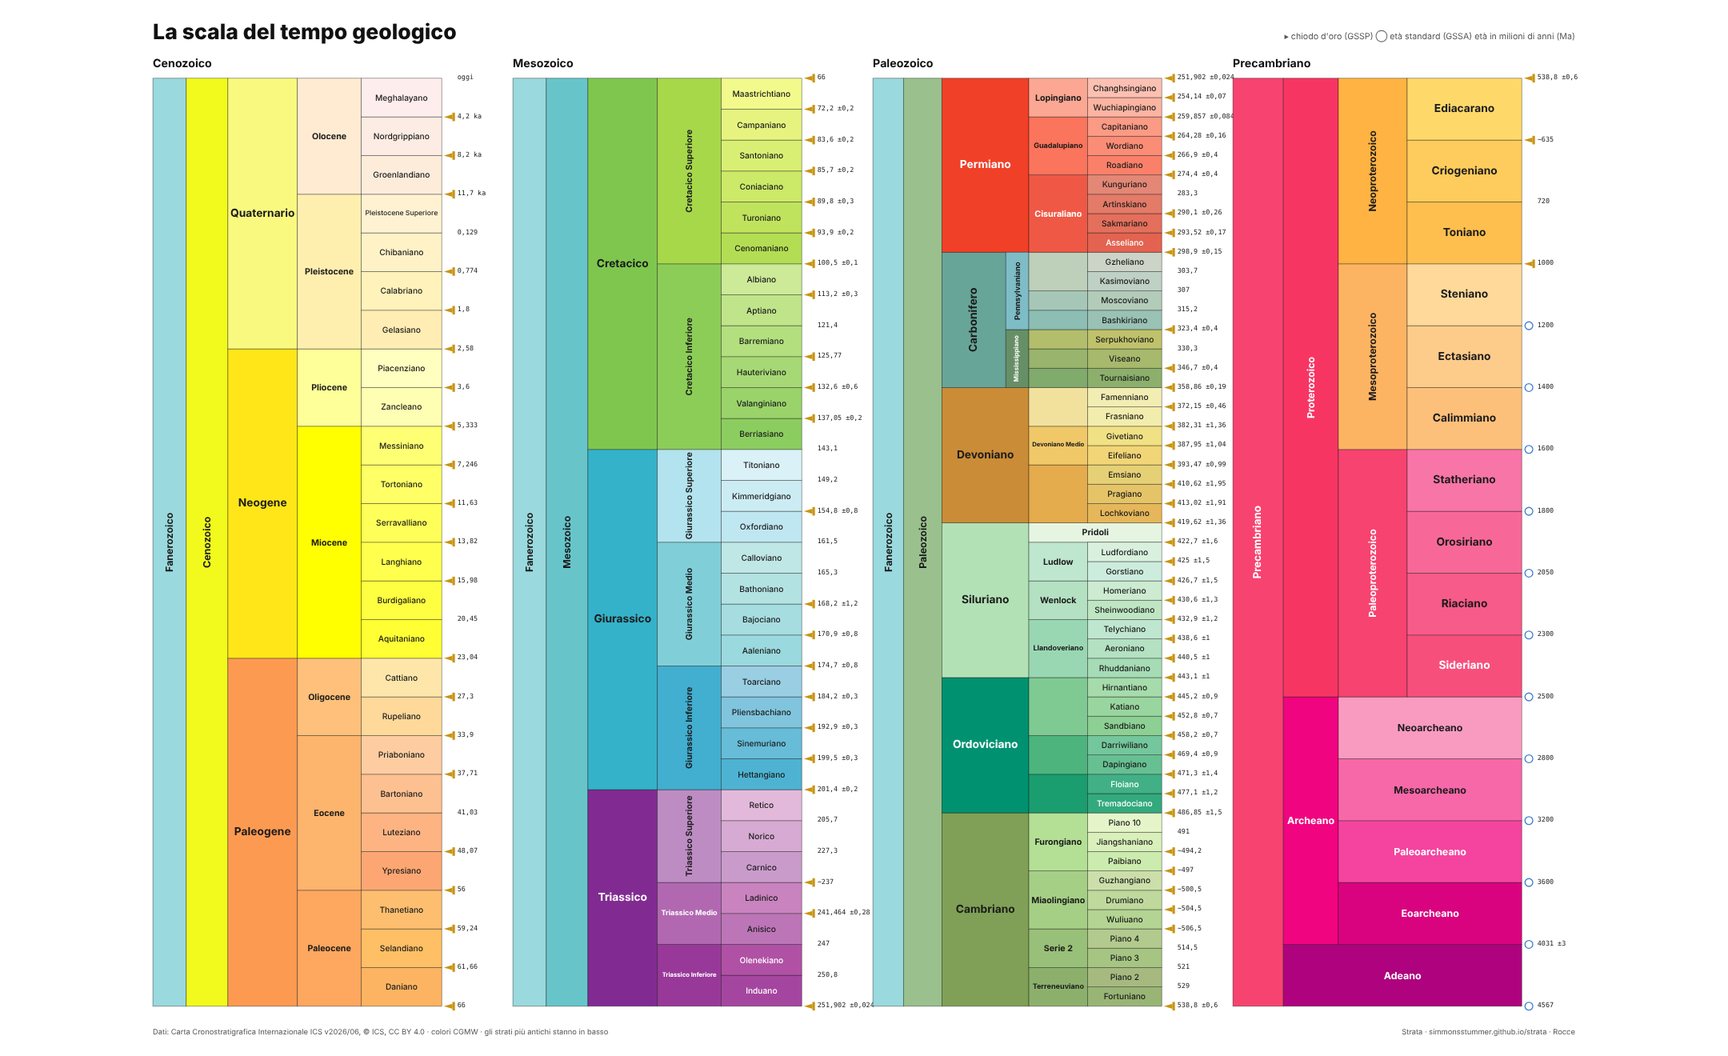 La scala del tempo geologico
▸ chiodo d'oro (GSSP) ◯ età standard (GSSA) età in milioni di anni (Ma)
Cenozoico
Fanerozoico
Cenozoico
Quaternario
Neogene
Paleogene
Olocene
Pleistocene
Pliocene
Miocene
Oligocene
Eocene
Paleocene
Meghalayano
Nordgrippiano
Groenlandiano
Pleistocene Superiore
Chibaniano
Calabriano
Gelasiano
Piacenziano
Zancleano
Messiniano
Tortoniano
Serravalliano
Langhiano
Burdigaliano
Aquitaniano
Cattiano
Rupeliano
Priaboniano
Bartoniano
Luteziano
Ypresiano
Thanetiano
Selandiano
Daniano
oggi
4,2 ka
8,2 ka
11,7 ka
0,129
0,774
1,8
2,58
3,6
5,333
7,246
11,63
13,82
15,98
20,45
23,04
27,3
33,9
37,71
41,03
48,07
56
59,24
61,66
66
Mesozoico
Fanerozoico
Mesozoico
Cretacico
Giurassico
Triassico
Cretacico Superiore
Cretacico Inferiore
Giurassico Superiore
Giurassico Medio
Giurassico Inferiore
Triassico Superiore
Triassico Medio
Triassico Inferiore
Maastrichtiano
Campaniano
Santoniano
Coniaciano
Turoniano
Cenomaniano
Albiano
Aptiano
Barremiano
Hauteriviano
Valanginiano
Berriasiano
Titoniano
Kimmeridgiano
Oxfordiano
Calloviano
Bathoniano
Bajociano
Aaleniano
Toarciano
Pliensbachiano
Sinemuriano
Hettangiano
Retico
Norico
Carnico
Ladinico
Anisico
Olenekiano
Induano
66
72,2 ±0,2
83,6 ±0,2
85,7 ±0,2
89,8 ±0,3
93,9 ±0,2
100,5 ±0,1
113,2 ±0,3
121,4
125,77
132,6 ±0,6
137,05 ±0,2
143,1
149,2
154,8 ±0,8
161,5
165,3
168,2 ±1,2
170,9 ±0,8
174,7 ±0,8
184,2 ±0,3
192,9 ±0,3
199,5 ±0,3
201,4 ±0,2
205,7
227,3
~237
241,464 ±0,28
247
250,8
251,902 ±0,024
Paleozoico
Fanerozoico
Paleozoico
Permiano
Carbonifero
Pennsylvaniano
Mississippiano
Devoniano
Siluriano
Ordoviciano
Cambriano
Lopingiano
Guadalupiano
Cisuraliano
Devoniano Medio
Pridoli
Ludlow
Wenlock
Llandoveriano
Furongiano
Miaolingiano
Serie 2
Terreneuviano
Changhsingiano
Wuchiapingiano
Capitaniano
Wordiano
Roadiano
Kunguriano
Artinskiano
Sakmariano
Asseliano
Gzheliano
Kasimoviano
Moscoviano
Bashkiriano
Serpukhoviano
Viseano
Tournaisiano
Famenniano
Frasniano
Givetiano
Eifeliano
Emsiano
Pragiano
Lochkoviano
Ludfordiano
Gorstiano
Homeriano
Sheinwoodiano
Telychiano
Aeroniano
Rhuddaniano
Hirnantiano
Katiano
Sandbiano
Darriwiliano
Dapingiano
Floiano
Tremadociano
Piano 10
Jiangshaniano
Paibiano
Guzhangiano
Drumiano
Wuliuano
Piano 4
Piano 3
Piano 2
Fortuniano
251,902 ±0,024
254,14 ±0,07
259,857 ±0,084
264,28 ±0,16
266,9 ±0,4
274,4 ±0,4
283,3
290,1 ±0,26
293,52 ±0,17
298,9 ±0,15
303,7
307
315,2
323,4 ±0,4
330,3
346,7 ±0,4
358,86 ±0,19
372,15 ±0,46
382,31 ±1,36
387,95 ±1,04
393,47 ±0,99
410,62 ±1,95
413,02 ±1,91
419,62 ±1,36
422,7 ±1,6
425 ±1,5
426,7 ±1,5
430,6 ±1,3
432,9 ±1,2
438,6 ±1
440,5 ±1
443,1 ±1
445,2 ±0,9
452,8 ±0,7
458,2 ±0,7
469,4 ±0,9
471,3 ±1,4
477,1 ±1,2
486,85 ±1,5
491
~494,2
~497
~500,5
~504,5
~506,5
514,5
521
529
538,8 ±0,6
Precambriano
Precambriano
Proterozoico
Archeano
Adeano
Neoproterozoico
Mesoproterozoico
Paleoproterozoico
Ediacarano
Criogeniano
Toniano
Steniano
Ectasiano
Calimmiano
Statheriano
Orosiriano
Riaciano
Sideriano
Neoarcheano
Mesoarcheano
Paleoarcheano
Eoarcheano
538,8 ±0,6
~635
720
1000
1200
1400
1600
1800
2050
2300
2500
2800
3200
3600
4031 ±3
4567
Dati: Carta Cronostratigrafica Internazionale ICS v2026/06, © ICS, CC BY 4.0 · colori CGMW · gli strati più antichi stanno in basso
Strata · simmonsstummer.github.io/strata · Rocce